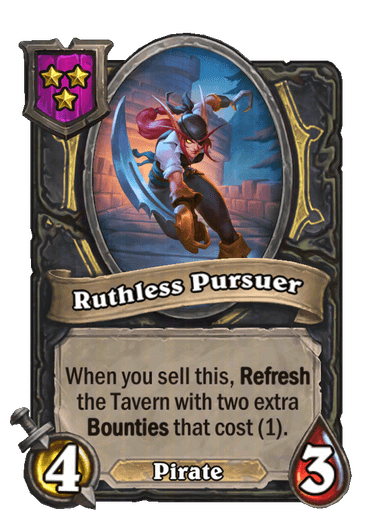 Ruthless Pursuer
When you sell this, Refresh
the Tavern with two extra
Bounties that cost (1).
4
Pirate
3